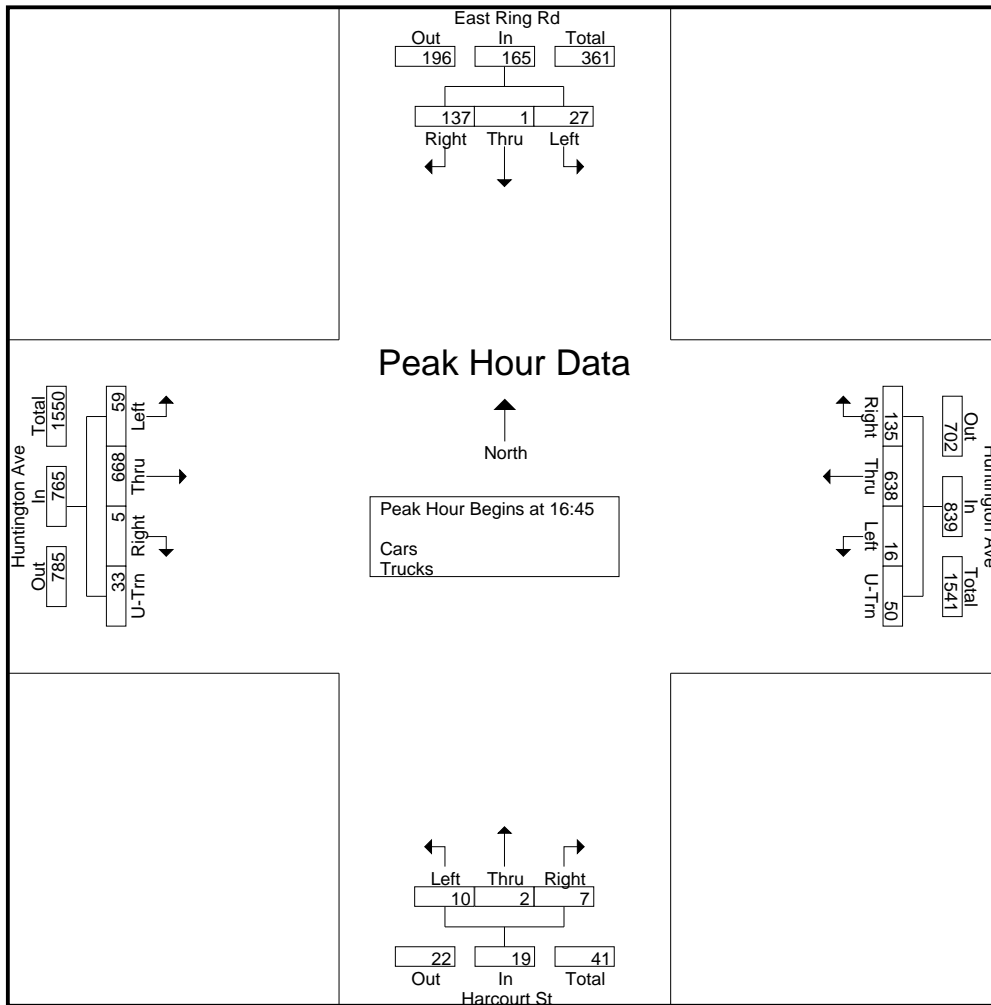 East Ring Rd
Out In Total
196 165 361
137 1 27
Right Thru Left
Peak Hour Data
North
Peak Hour Begins at 16:45
Cars
Trucks
Huntington Ave
Total In Out
1550 765 785
59 668 5 33
Left Thru Right U-Trn
Right Thru Left U-Trn
135 638 16 50
Out In Total
702 839 1541
Huntington Ave
Left Thru Right
10 2 7
22 19 41
Out In Total
Harcourt St